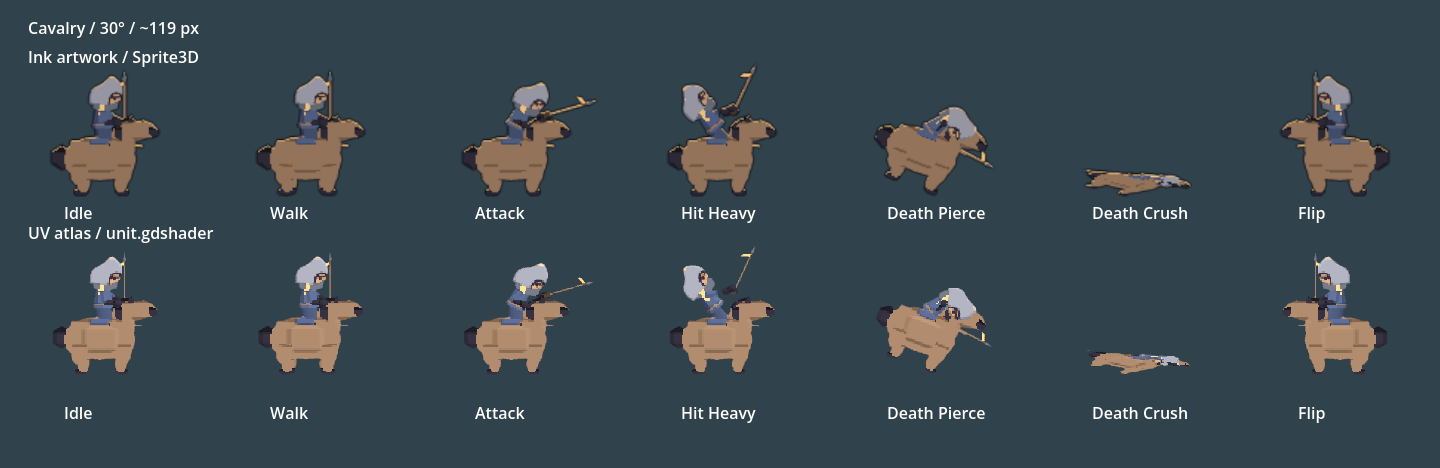 Cavalry / 30° / ~119 px
Ink artwork / Sprite3D
Idle Walk Attack Hit Heavy Death Pierce Death Crush Flip
UV atlas / unit.gdshader
Idle Walk Attack Hit Heavy Death Pierce Death Crush Flip